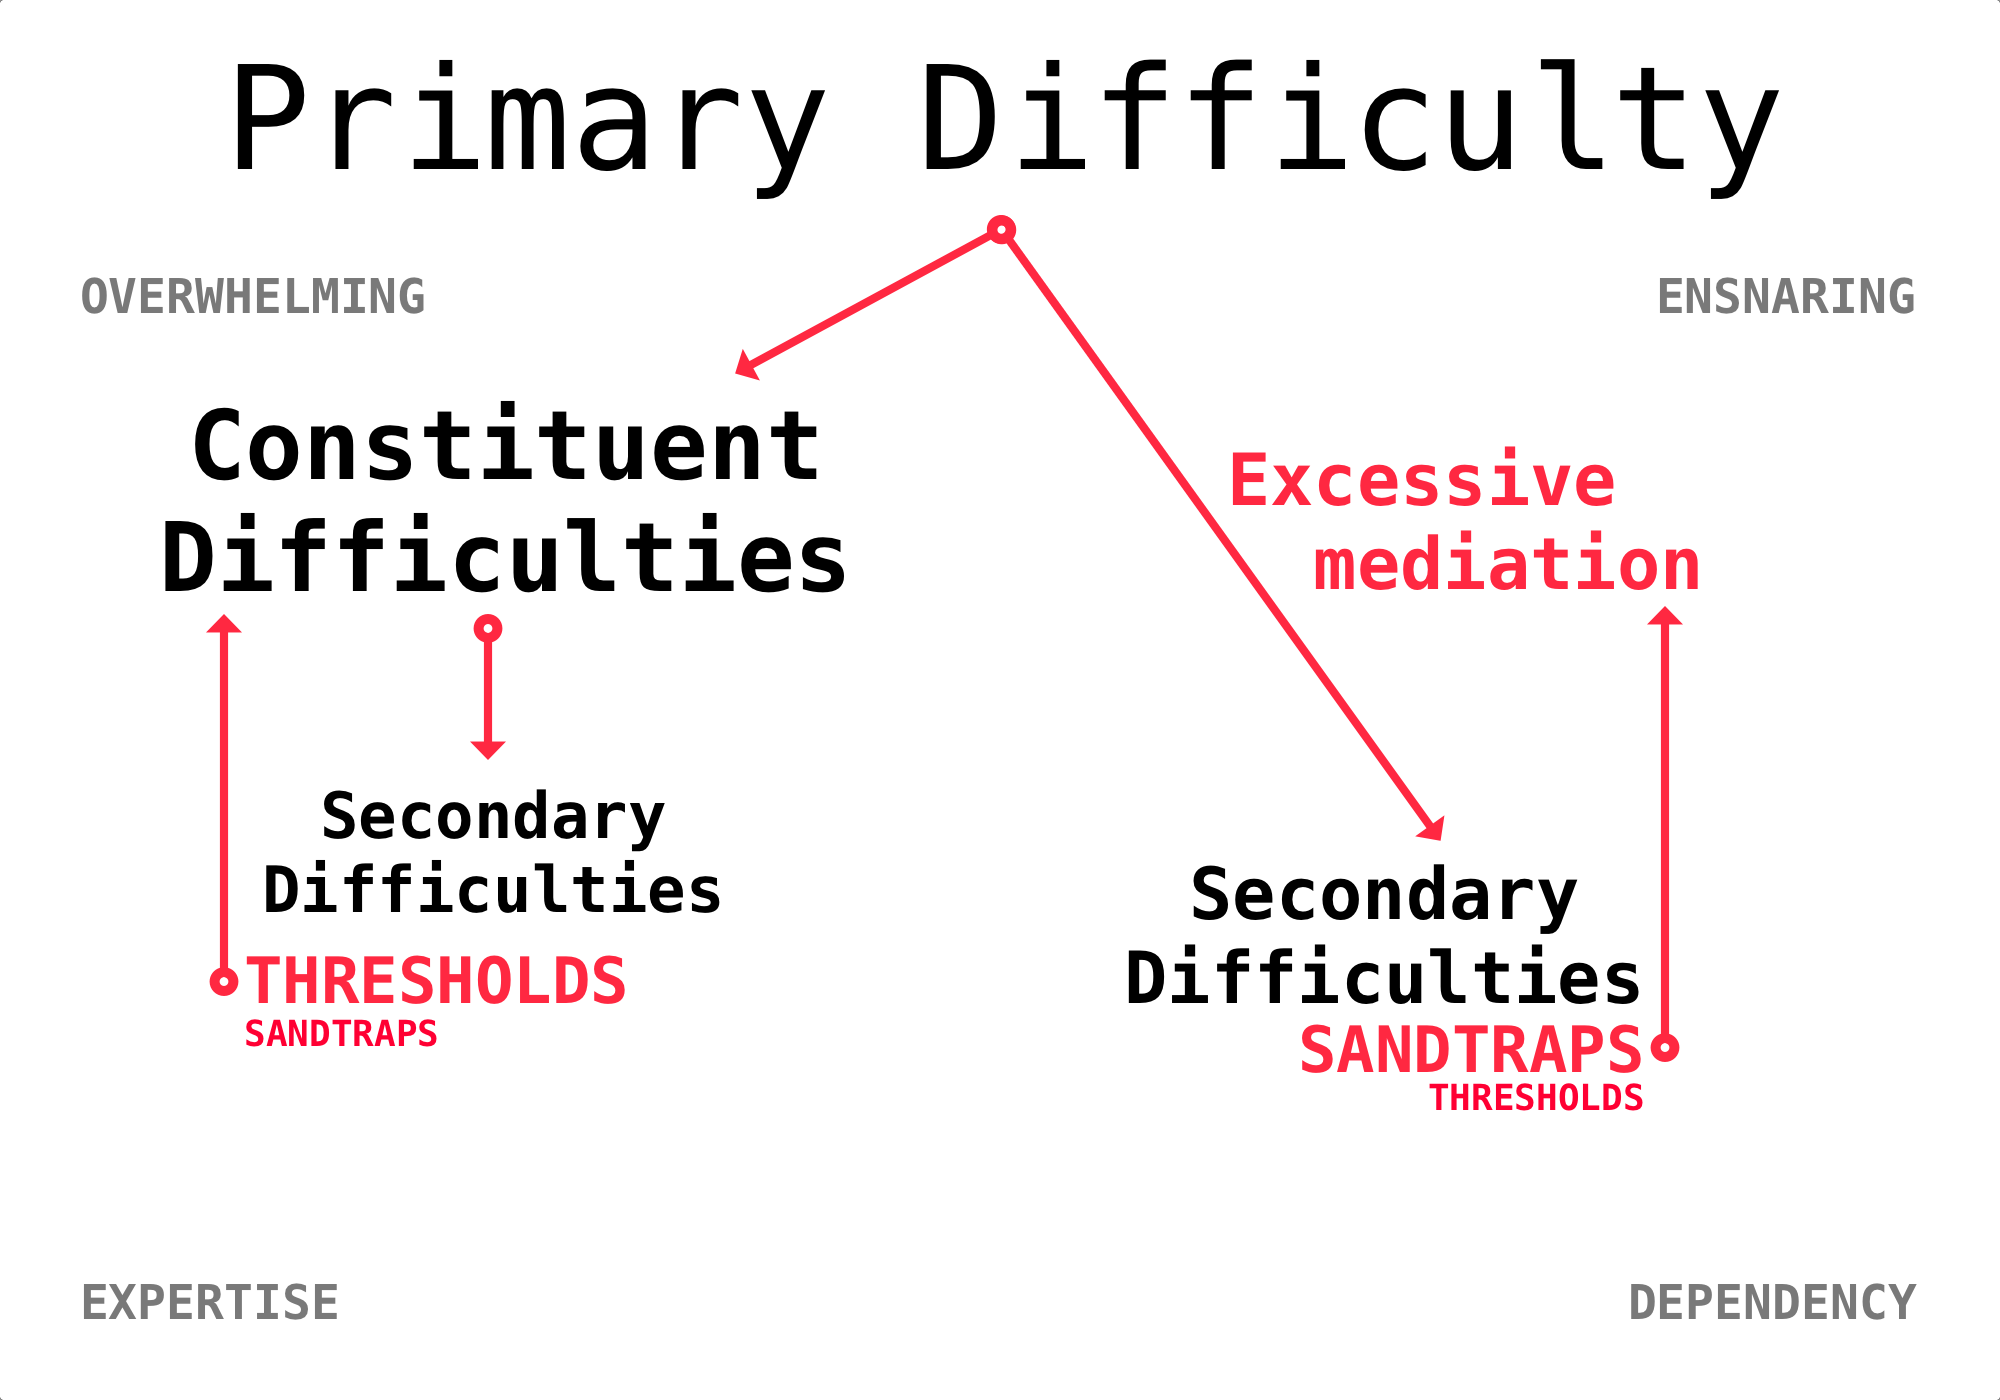 Primary Difficulty
OVERWHELMING
ENSNARING
Constituent
Difficulties
Excessive
mediation
Secondary
Difficulties
THRESHOLDS
SANDTRAPS
Secondary
Difficulties
SANDTRAPS
THRESHOLDS
EXPERTISE
DEPENDENCY